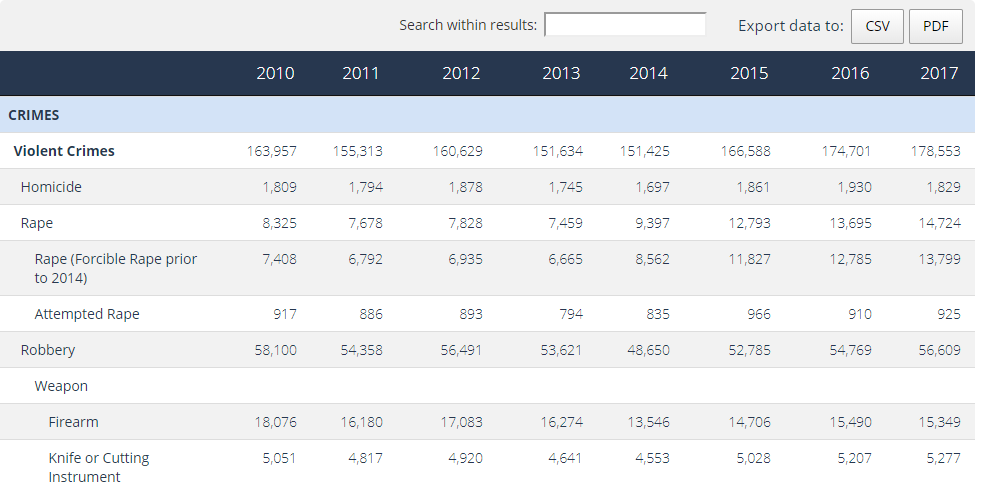 Search within results: Export data to: CSV PDF
2010 2011 2012 2013 2014 2015 2016 2017
CRIMES
Violent Crimes 163,957 155,313 160,629 151,634 151,425 166,588 174,701 178,553
Homicide 1,809 1,794 1,878 1,745 1,697 1,861 1,930 1,829
Rape 8,325 7,678 7,828 7,459 9,397 12,793 13,695 14,724
Rape (Forcible Rape prior 7,408 6,792 6,935 6,665 8,562 11,827 12,785 13,799
to 2014)
Attempted Rape 917 886 893 794 835 966 910 925
Robbery 58,100 54,358 56,491 53,621 48,650 52,785 54,769 56,609
Weapon
Firearm 18,076 16,180 17,083 16,274 13,546 14,706 15,490 15,349
Knife or Cutting 5,051 4,817 4,920 4,641 4,553 5,028 5,207 5,277
Instrument